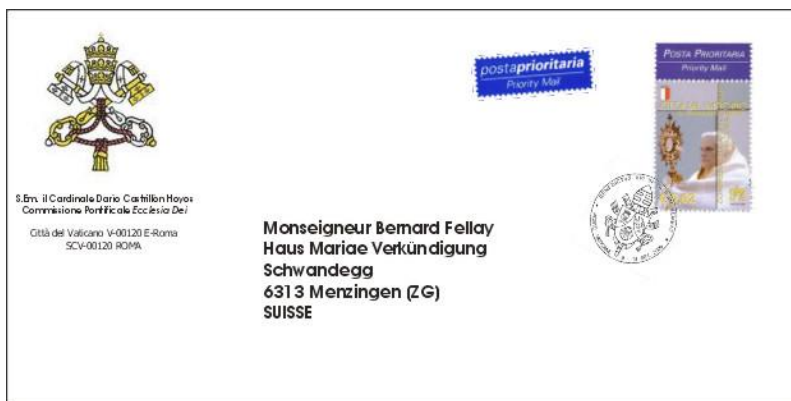 S.Em. il Cardinale Dario Castrillon Hoyos
Commissione Pontificale Ecclesia Dei
Città del Vaticano V-00120 E-Roma
SCV-00120 ROMA
postaprioritaria
Priority Mail
POSTA PRIORITARIA
Priority Mail
Monseigneur Bernard Fellay
Haus Mariae Verkündigung
Schwandegg
6313 Menzingen (ZG)
SUISSE